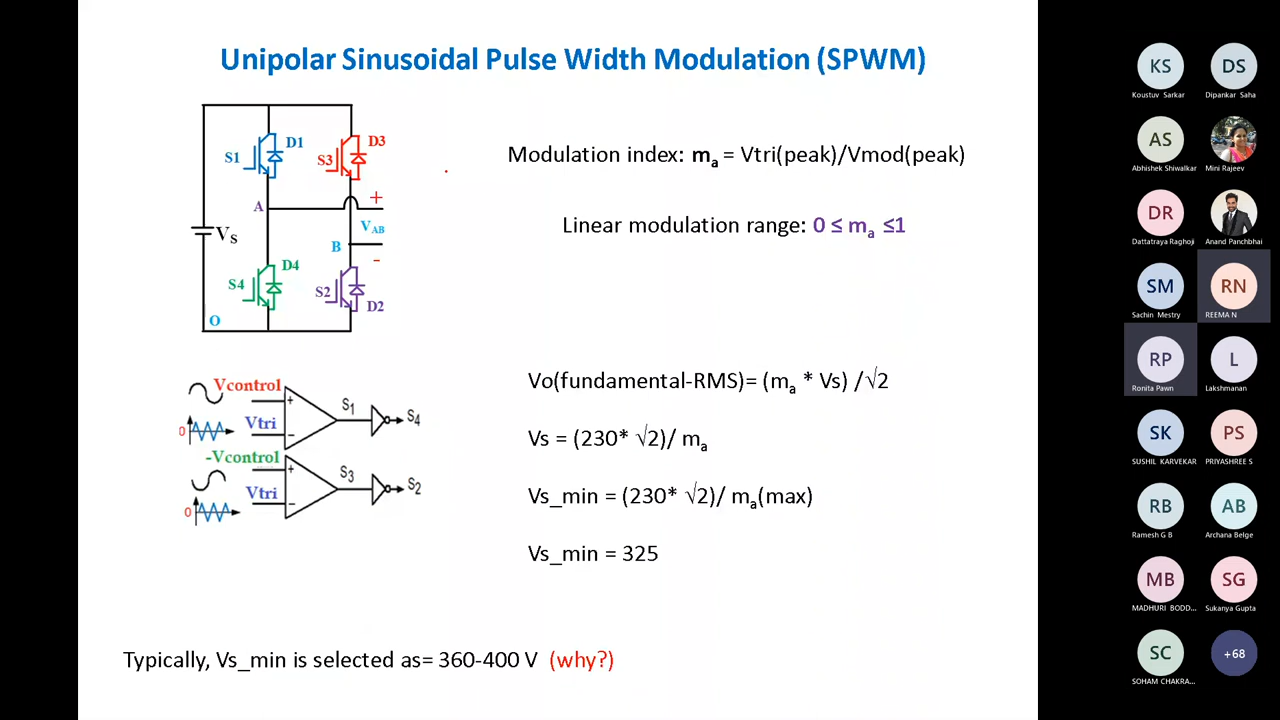 Unipolar Sinusoidal Pulse Width Modulation (SPWM)
S1
D1
S3
D3
A
+
VAB
B
-
VS
S4
D4
S2
D2
O
Modulation index: ma = Vtri(peak)/Vmod(peak)
Linear modulation range: 0 ≤ ma ≤1
Vcontrol
+
S1
S4
Vtri
0
-
-Vcontrol
+
S3
S2
Vtri
0
-
Vo(fundamental-RMS)= (ma * Vs) /√2
Vs = (230* √2)/ ma
Vs_min = (230* √2)/ ma(max)
Vs_min = 325
Typically, Vs_min is selected as= 360-400 V (why?)
KS
Koustuv Sarkar
DS
Dipankar Saha
AS
Abhishek Shiwalkar
Mini Rajeev
DR
Dattatraya Raghoji
Anand Panchbhai
SM
Sachin Mestry
RN
REEMA N
RP
Ronita Pawn
L
Lakshmanan
SK
SUSHIL KARVEKAR
PS
PRIYASHREE S
RB
Ramesh G B
AB
Archana Belge
MB
MADHURI BODD...
SG
Sukanya Gupta
SC
SOHAM CHAKRA...
+68